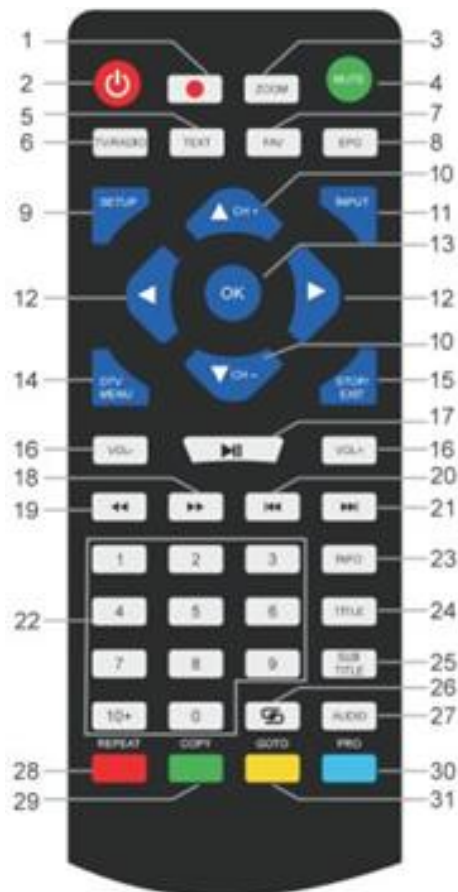 1 3
2 MUTE 4
ZOOM
5 7
6 TV/RADIO TEXT FAV EPG 8
10
9 SETUP CH+ INPUT 11
13
12 OK 12
10
14 DTV MENU CH- STOP/ EXIT 15
17
16 VOL- VOL+ 16
18 20
19 21
1 2 3 INFO 23
22 4 5 6 TITLE 24
7 8 9 SUB TITLE 25
26
10+ 0 AUDIO 27
REPEAT COPY GOTO PRO
28 30
29 31